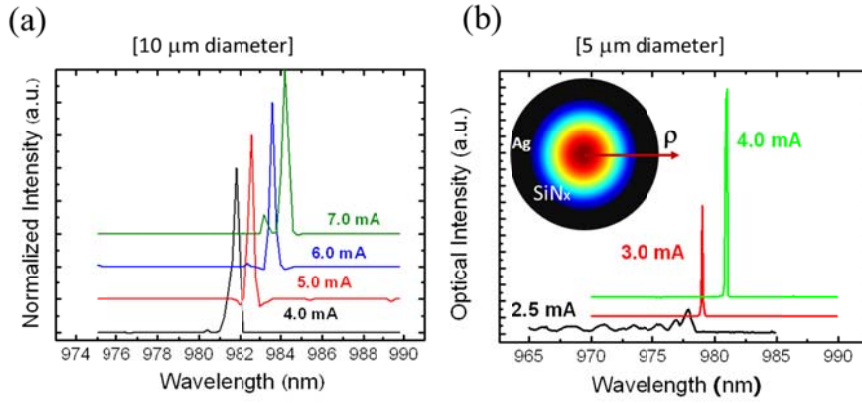 (a)
[10 μm diameter]
Normalized Intensity (a.u.)
7.0 mA
6.0 mA
5.0 mA
4.0 mA
974 976 978 980 982 984 986 988 990
Wavelength (nm)
(b)
[5 μm diameter]
Optical Intensity (a.u.)
Ag
SiNx
ρ
4.0 mA
3.0 mA
2.5 mA
965 970 975 980 985 990
Wavelength (nm)